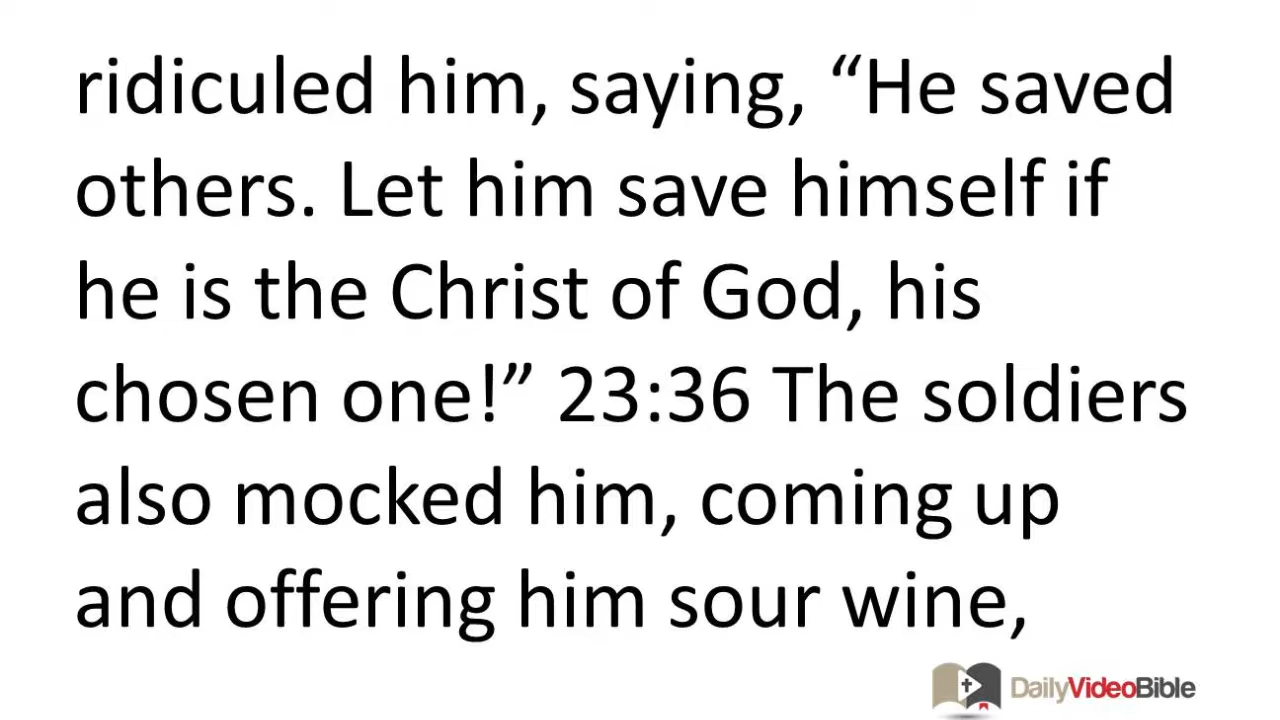 ridiculed him, saying, “He saved
others. Let him save himself if
he is the Christ of God, his
chosen one!” 23:36 The soldiers
also mocked him, coming up
and offering him sour wine,
DailyVideoBible